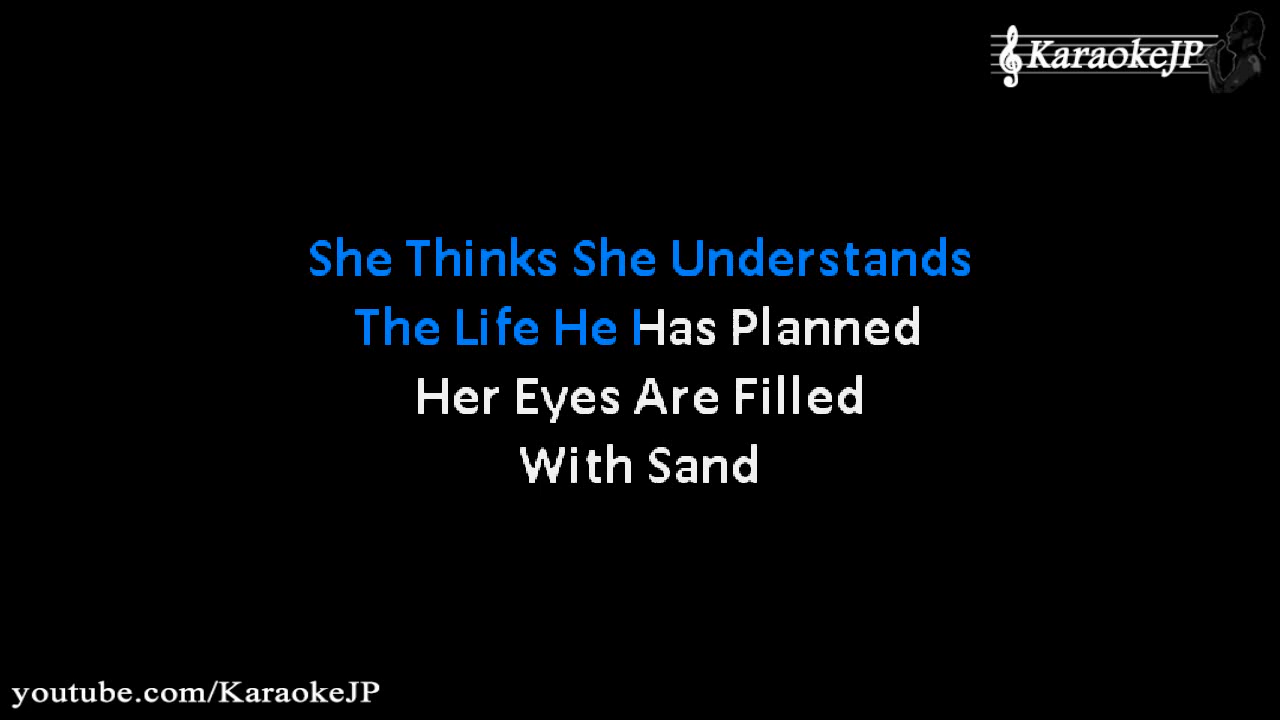 KaraokeJP
She Thinks She Understands
The Life He Has Planned
Her Eyes Are Filled
With Sand
youtube.com/KaraokeJP